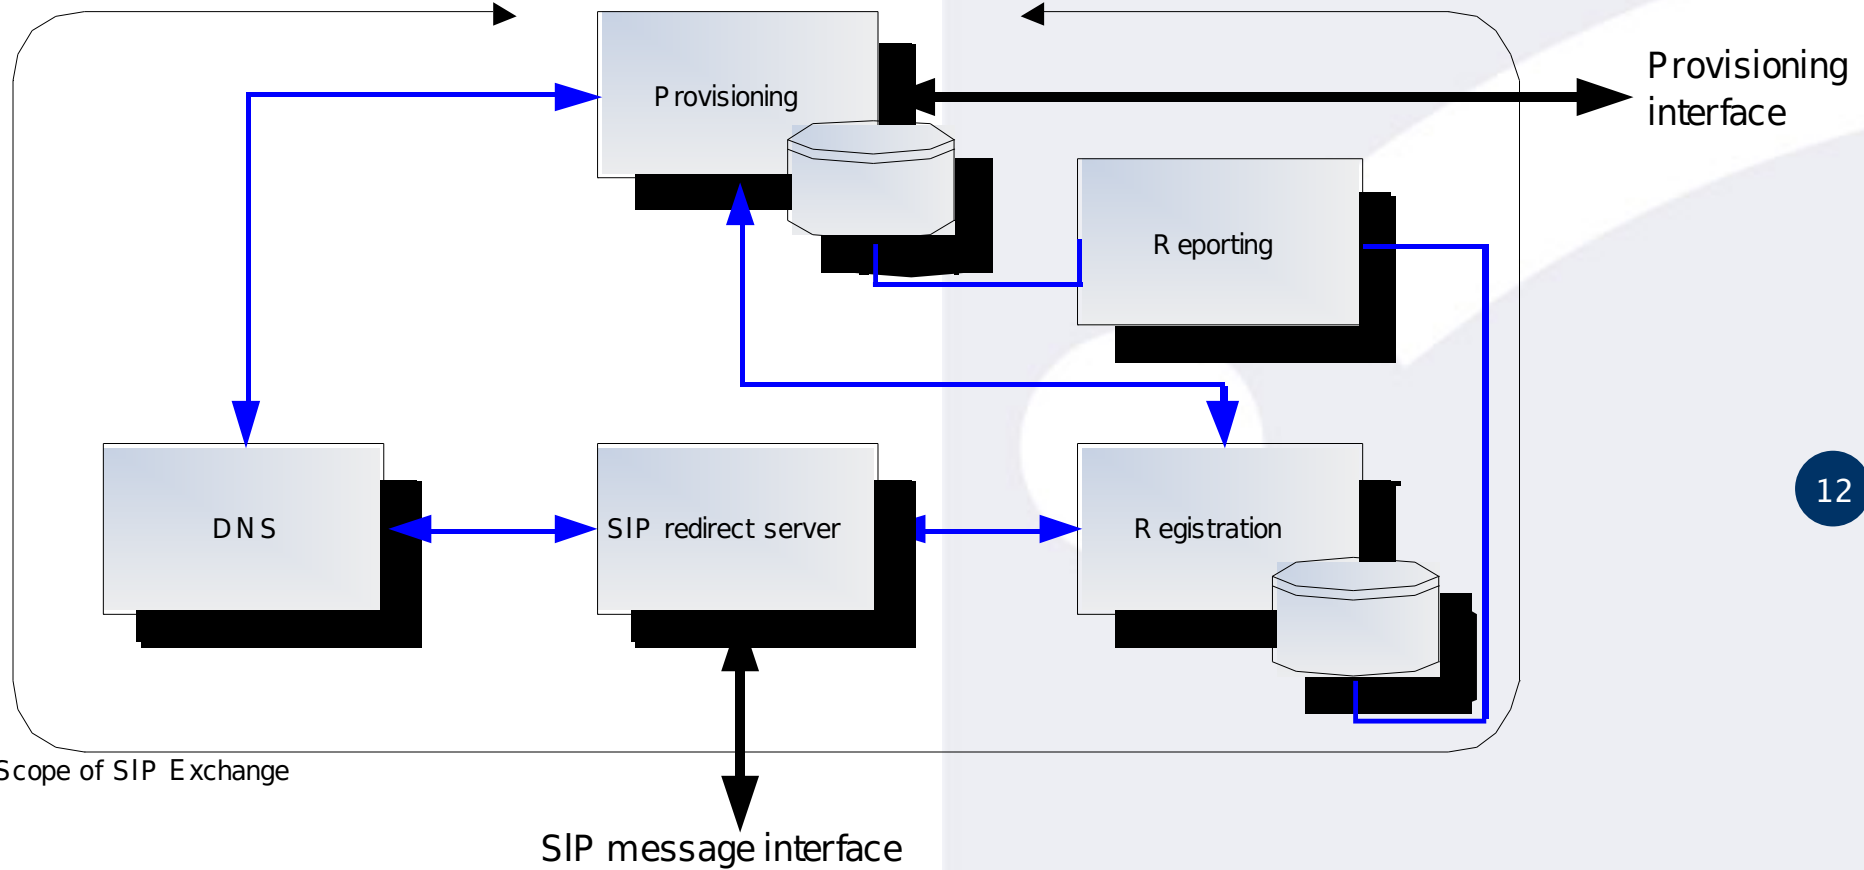 Provisioning
interface
Provisioning
Reporting
12
DNS
SIP redirect server
Registration
Scope of SIP Exchange
SIP message interface